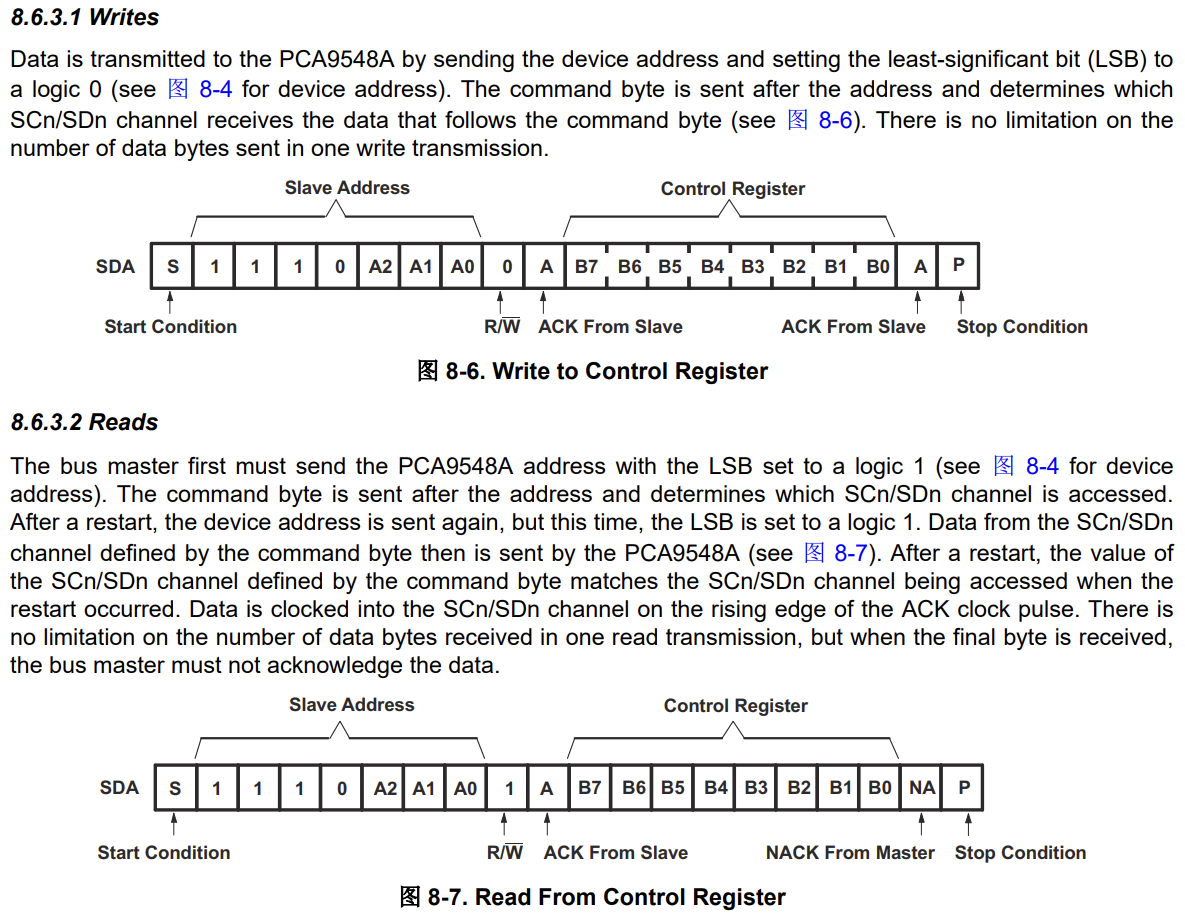 8.6.3.1 Writes
Data is transmitted to the PCA9548A by sending the device address and setting the least-significant bit (LSB) to
a logic 0 (see 图 8-4 for device address). The command byte is sent after the address and determines which
SCn/SDn channel receives the data that follows the command byte (see 图 8-6). There is no limitation on the
number of data bytes sent in one write transmission.
Slave Address Control Register
SDA S 1 1 1 0 A2 A1 A0 0 A B7 B6 B5 B4 B3 B2 B1 B0 A P
Start Condition R/W̅ ACK From Slave ACK From Slave Stop Condition
图 8-6. Write to Control Register
8.6.3.2 Reads
The bus master first must send the PCA9548A address with the LSB set to a logic 1 (see 图 8-4 for device
address). The command byte is sent after the address and determines which SCn/SDn channel is accessed.
After a restart, the device address is sent again, but this time, the LSB is set to a logic 1. Data from the SCn/SDn
channel defined by the command byte then is sent by the PCA9548A (see 图 8-7). After a restart, the value of
the SCn/SDn channel defined by the command byte matches the SCn/SDn channel being accessed when the
restart occurred. Data is clocked into the SCn/SDn channel on the rising edge of the ACK clock pulse. There is
no limitation on the number of data bytes received in one read transmission, but when the final byte is received,
the bus master must not acknowledge the data.
Slave Address Control Register
SDA S 1 1 1 0 A2 A1 A0 1 A B7 B6 B5 B4 B3 B2 B1 B0 NA P
Start Condition R/W̅ ACK From Slave NACK From Master Stop Condition
图 8-7. Read From Control Register